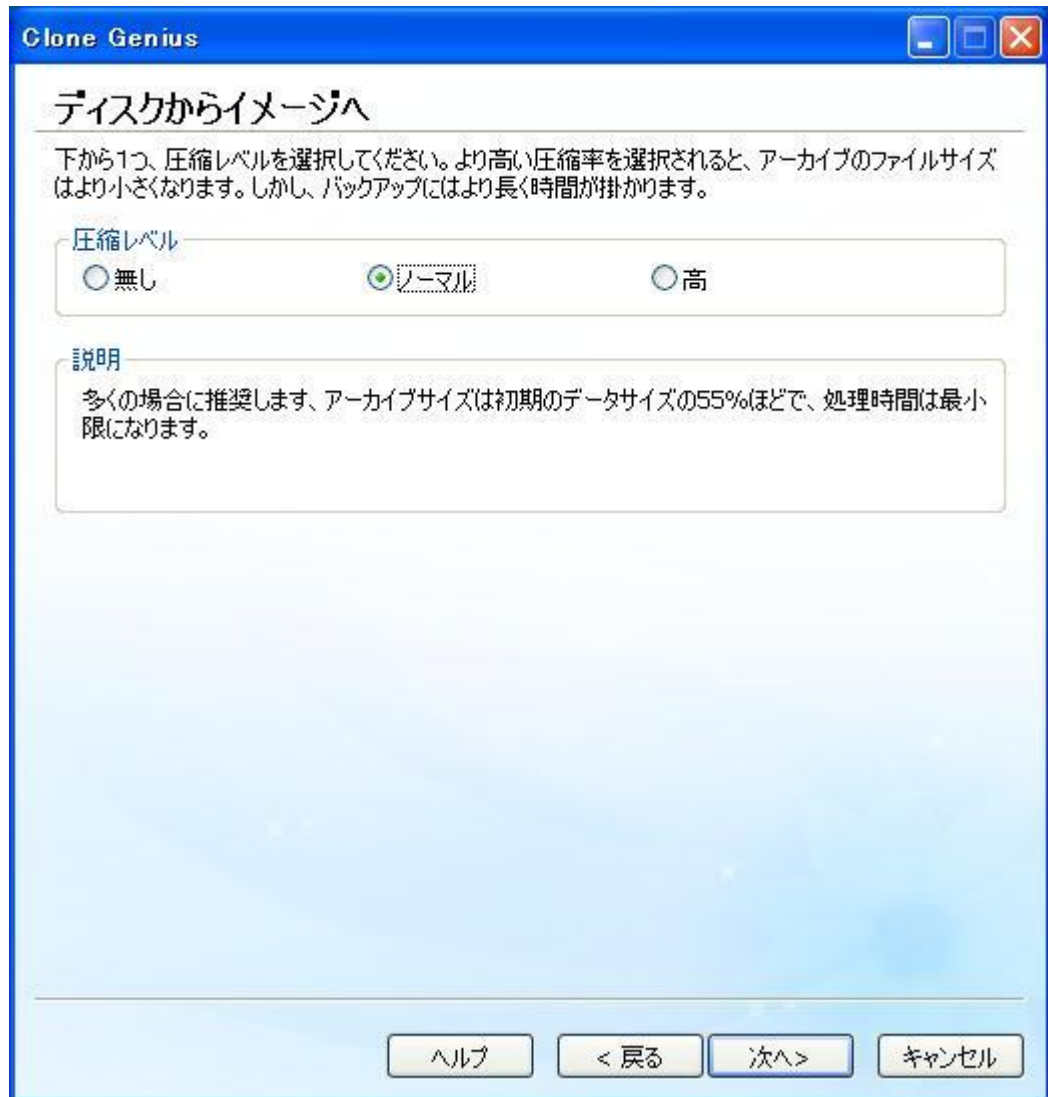 Clone Genius
ディスクからイメージへ
下から1つ、圧縮レベルを選択してください。より高い圧縮率を選択されると、アーカイブのファイルサイズ
はより小さくなります。しかし、バックアップにはより長く時間が掛かります。
圧縮レベル
無し ノーマル 高
説明
多くの場合に推奨します、アーカイブサイズは初期のデータサイズの55%ほどで、処理時間は最小
限になります。
ヘルプ < 戻る 次へ> キャンセル